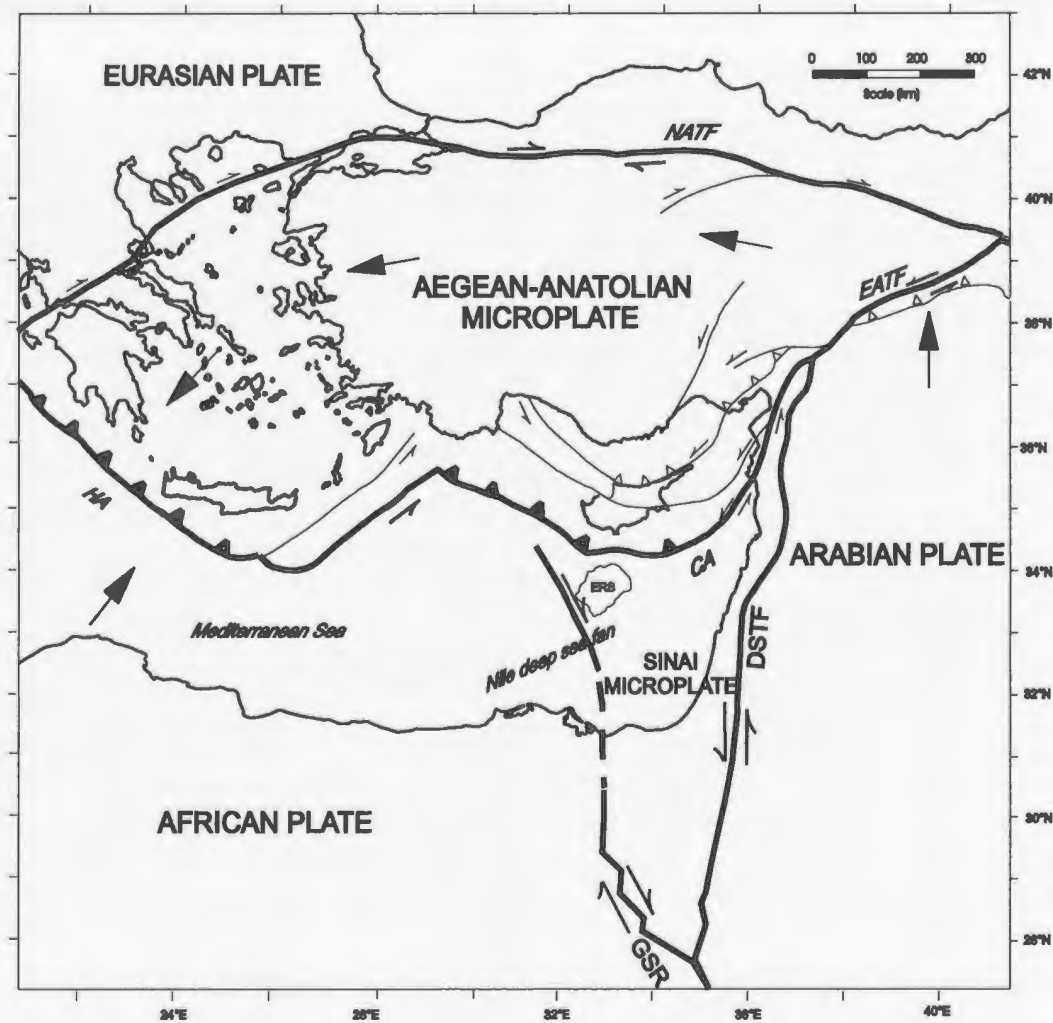 EURASIAN PLATE
0 100 200 300
Scale (km)
42°N
NATF
40°N
AEGEAN-ANATOLIAN
MICROPLATE
EATF
38°N
36°N
HA
CA
ARABIAN PLATE
34°N
ERS
Mediterranean Sea
Nile deep sea fan
SINAI
MICROPLATE
DSTF
32°N
AFRICAN PLATE
30°N
28°N
GSR
24°E 28°E 32°E 36°E 40°E